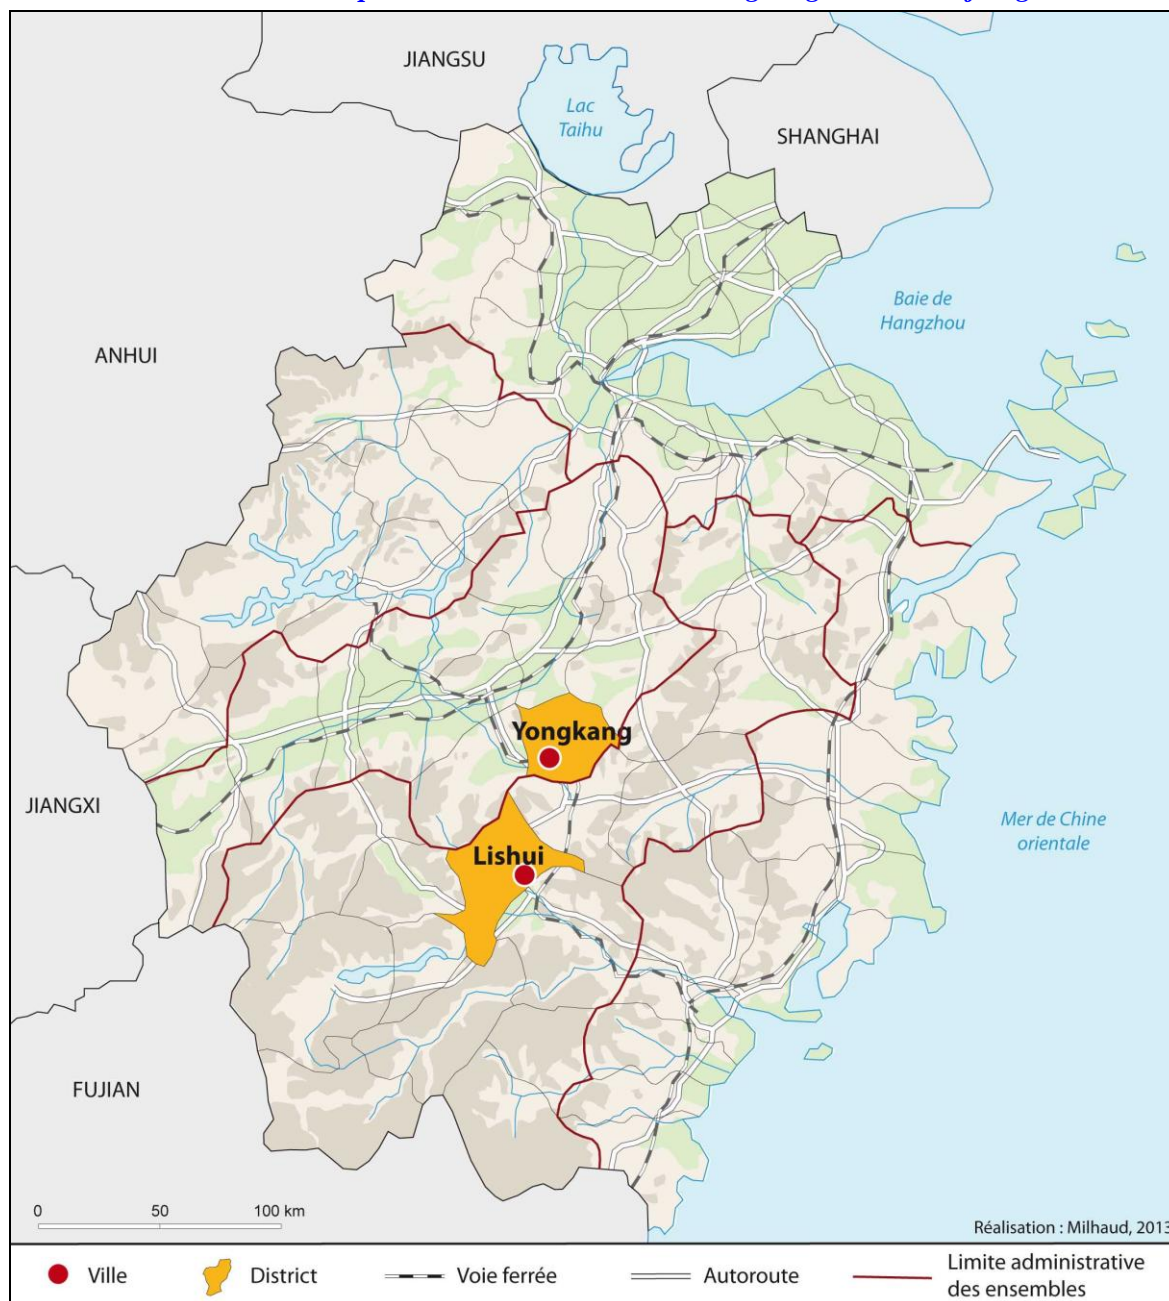 JIANGSU
Lac
Taihu
SHANGHAI
Baie de
Hangzhou
ANHUI
Yongkang
JIANGXI
Mer de Chine
orientale
Lishui
FUJIAN
0 50 100 km
Réalisation : Milhaud, 2013
Ville
District
Voie ferrée
Autoroute
Limite administrative
des ensembles